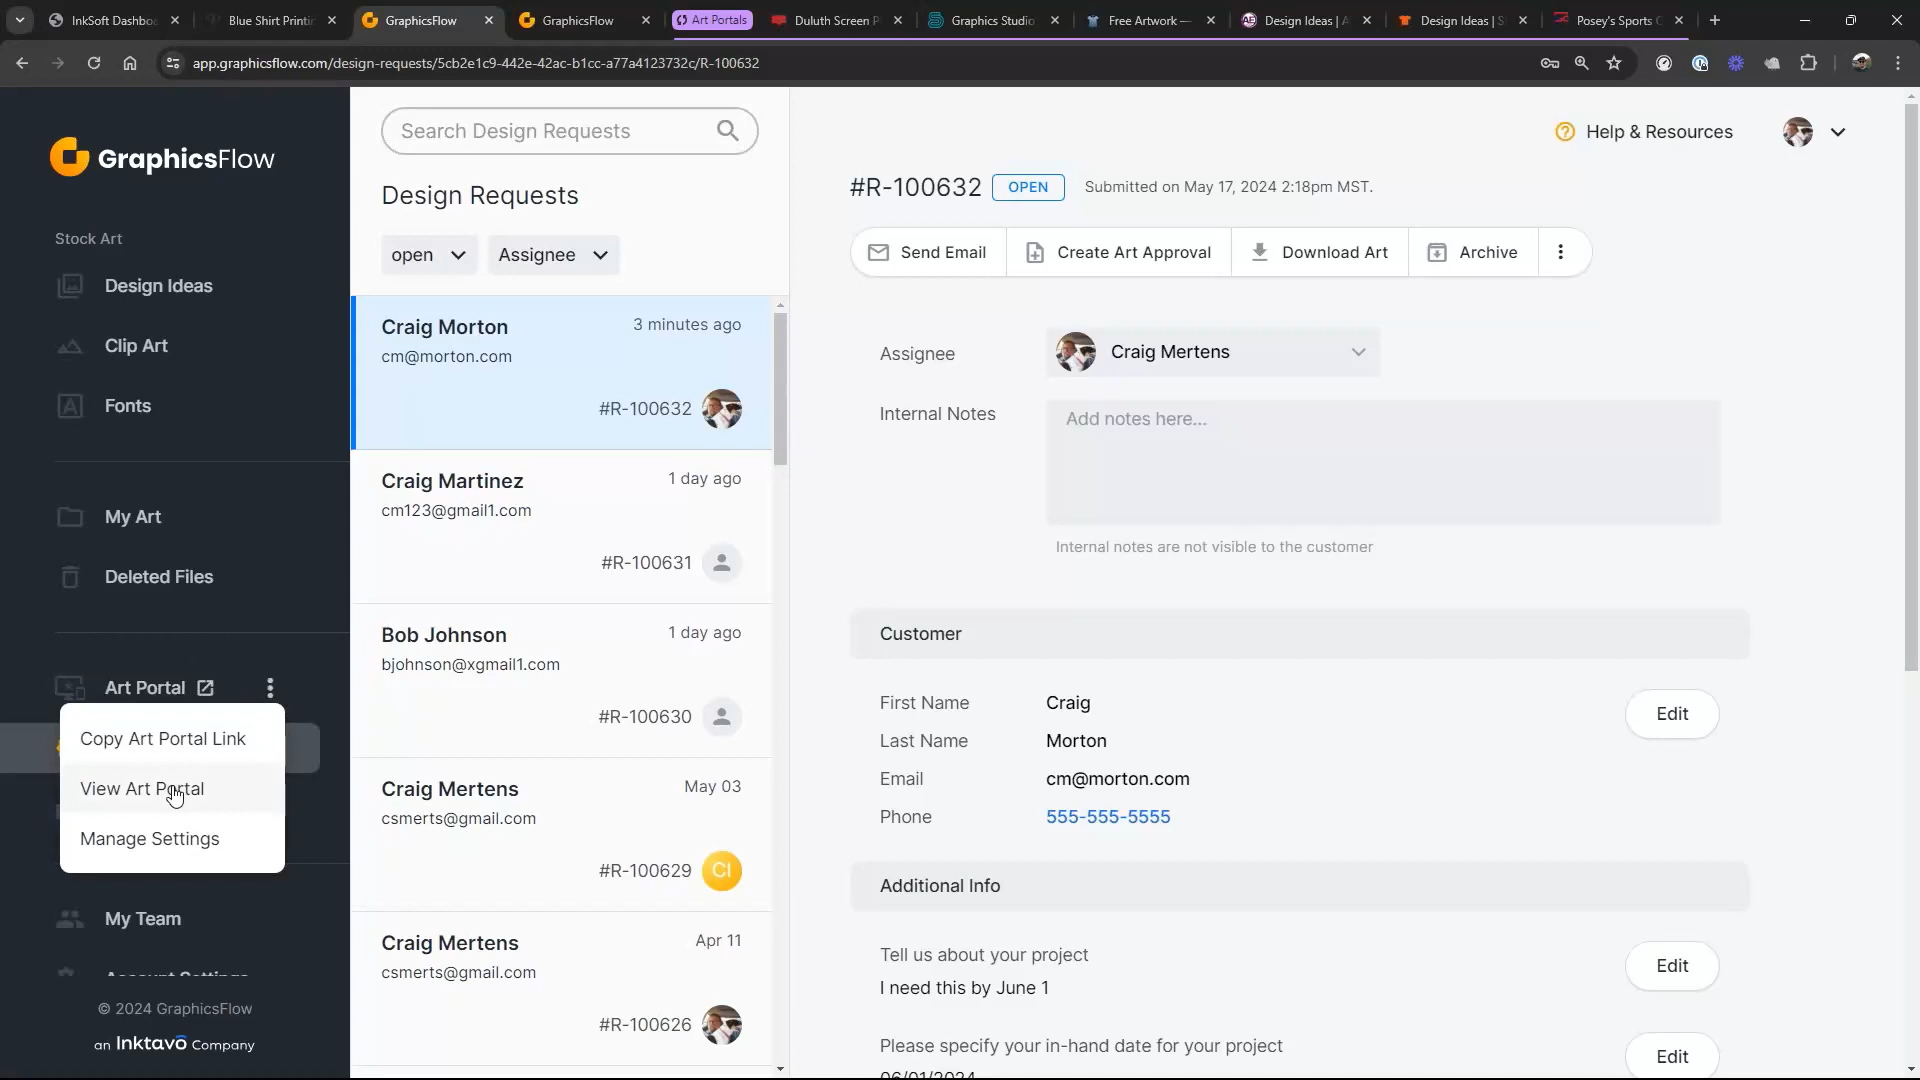 InkSoft Dashbo
Blue Shirt Printi
GraphicsFlow
GraphicsFlow
Art Portals
Duluth Screen P
Graphics Studio
Free Artwork —
Design Ideas | A
Design Ideas | S
Posey's Sports C
app.graphicsflow.com/design-requests/5cb2e1c9-442e-42ac-b1cc-a77a4123732c/R-100632
GraphicsFlow
Stock Art
Design Ideas
Clip Art
Fonts
My Art
Deleted Files
Art Portal
Copy Art Portal Link
View Art Portal
Manage Settings
My Team
Account Settings
© 2024 GraphicsFlow
an Inktavo Company
Search Design Requests
Design Requests
open
Assignee
Craig Morton
3 minutes ago
cm@morton.com
#R-100632
Craig Martinez
1 day ago
cm123@gmail1.com
#R-100631
Bob Johnson
1 day ago
bjohnson@xgmail1.com
#R-100630
Craig Mertens
May 03
csmerts@gmail.com
#R-100629
CI
Craig Mertens
Apr 11
csmerts@gmail.com
#R-100626
Help & Resources
#R-100632
OPEN
Submitted on May 17, 2024 2:18pm MST.
Send Email
Create Art Approval
Download Art
Archive
Assignee
Craig Mertens
Internal Notes
Add notes here...
Internal notes are not visible to the customer
Customer
First Name
Craig
Edit
Last Name
Morton
Email
cm@morton.com
Phone
555-555-5555
Additional Info
Tell us about your project
I need this by June 1
Edit
Please specify your in-hand date for your project
06/01/2024
Edit